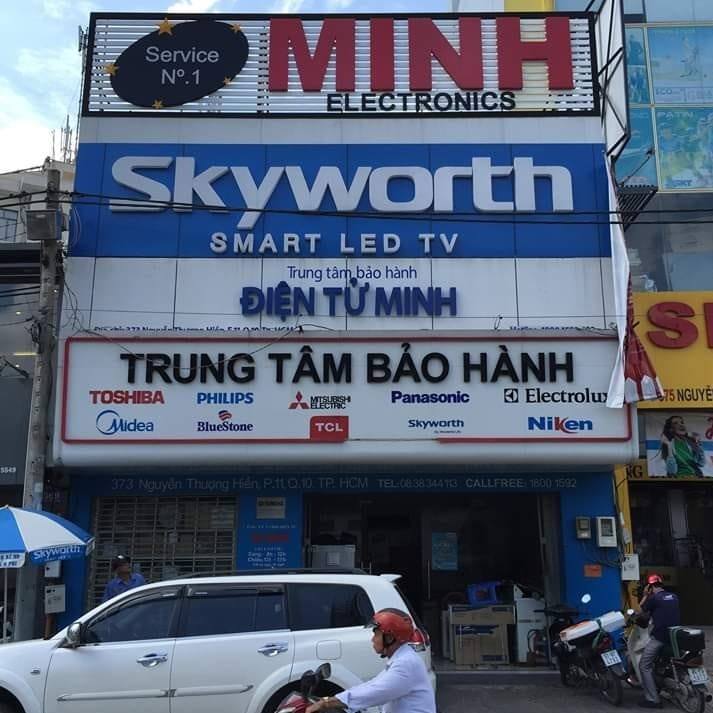 Service
Nº.1
MINH
ELECTRONICS
Skyworth
SMART LED TV
Trung tâm bảo hành
ĐIỆN TỬ MINH
TRUNG TÂM BẢO HÀNH
TOSHIBA PHILIPS MITSUBISHI ELECTRIC Panasonic Electrolux
Midea BlueStone TCL Skyworth Niken
373 Nguyễn Thượng Hiền, P.11, Q.10, TP. HCM TEL:08.38344113 CALLFREE: 1800 1592
Skyworth